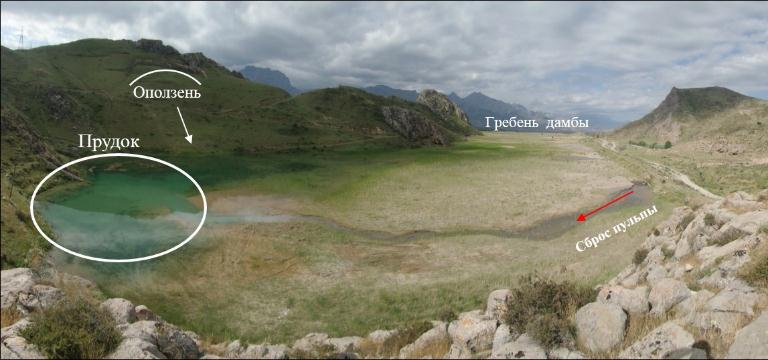 Оползень
Прудок
Гребень дамбы
Сброс пульпы